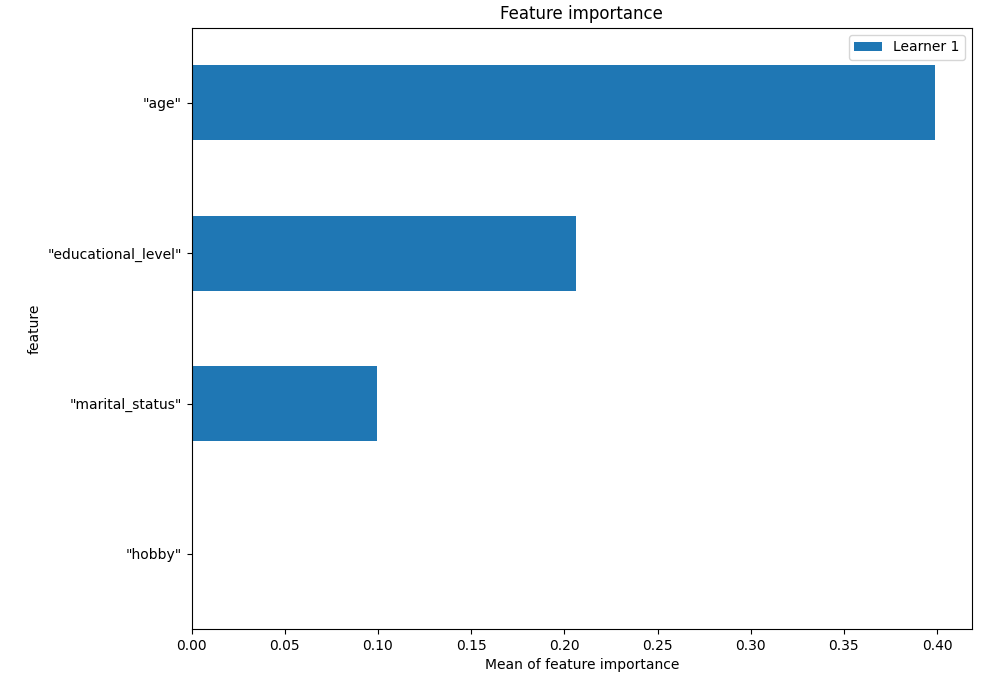 Feature importance
Learner 1
"age"
"educational_level"
"marital_status"
"hobby"
feature
0.00 0.05 0.10 0.15 0.20 0.25 0.30 0.35 0.40
Mean of feature importance